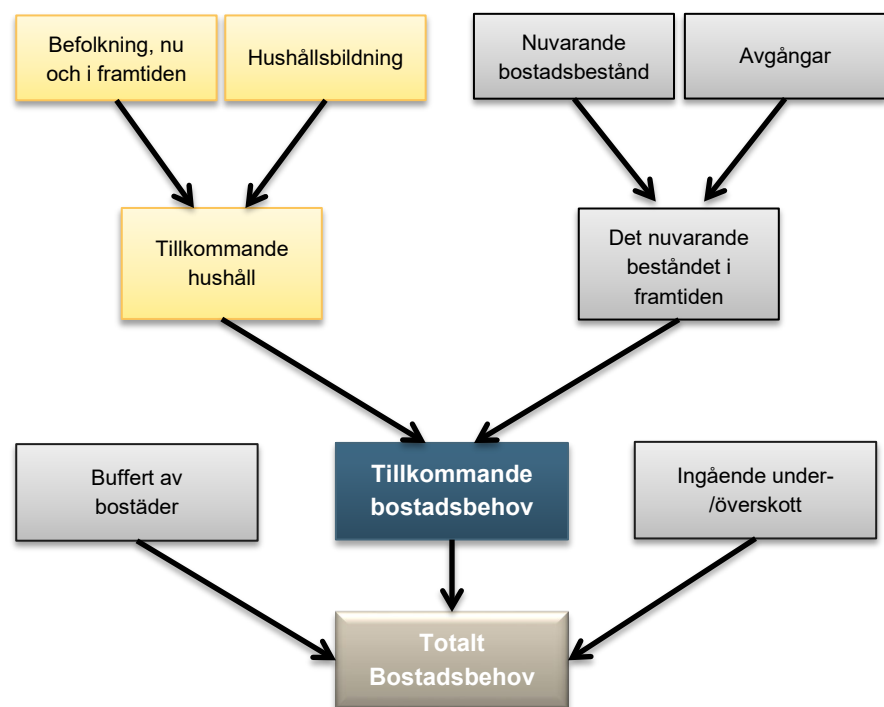 Befolkning, nu
och i framtiden
Hushållsbildning
Nuvarande
bostadsbestånd
Avgångar
Tillkommande
hushåll
Det nuvarande
beståndet i
framtiden
Buffert av
bostäder
Tillkommande
bostadsbehov
Ingående under-
/överskott
Totalt
Bostadsbehov